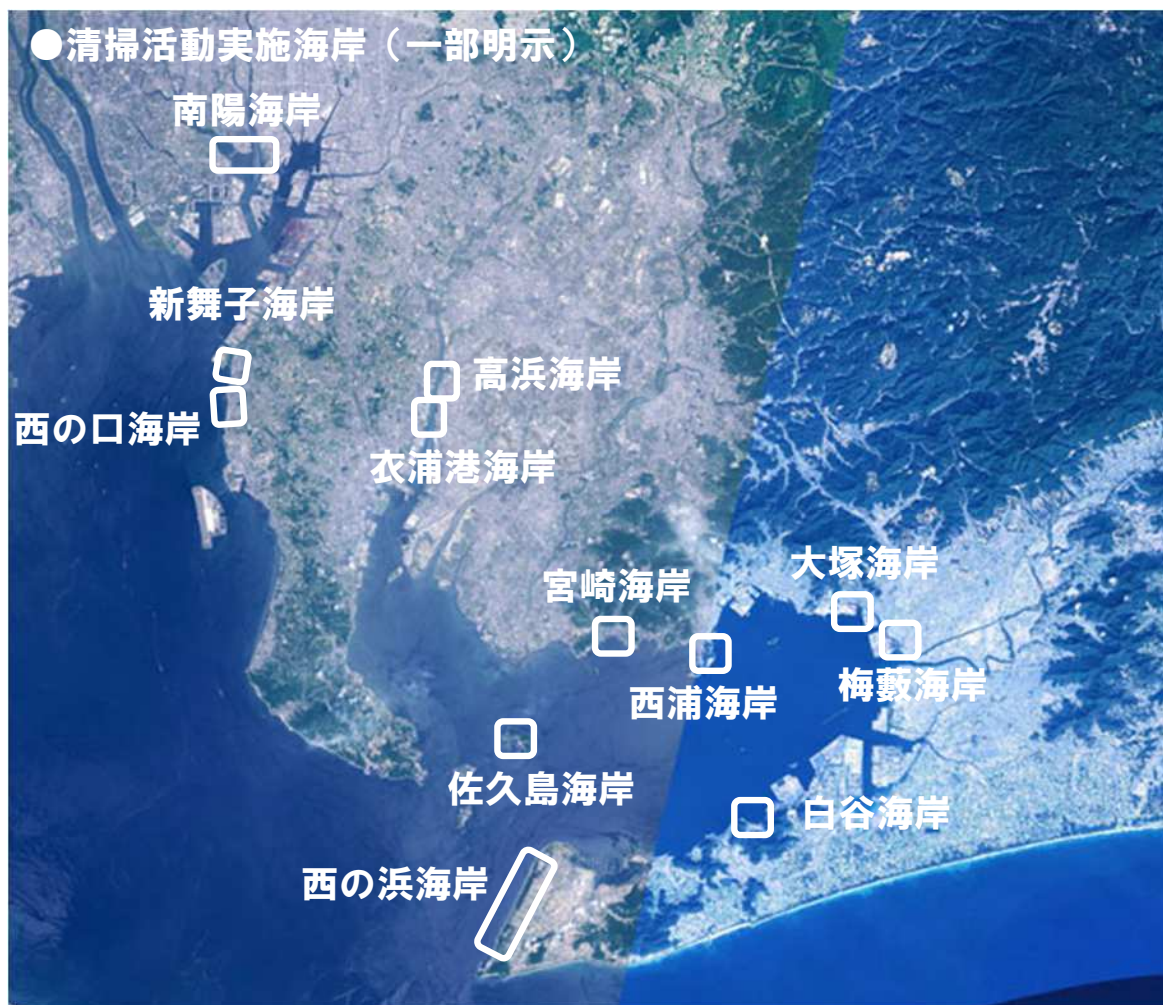 ●清掃活動実施海岸（一部明示）
南陽海岸
新舞子海岸
高浜海岸
西の口海岸
衣浦港海岸
大塚海岸
宮崎海岸
梅藪海岸
西浦海岸
佐久島海岸
白谷海岸
西の浜海岸